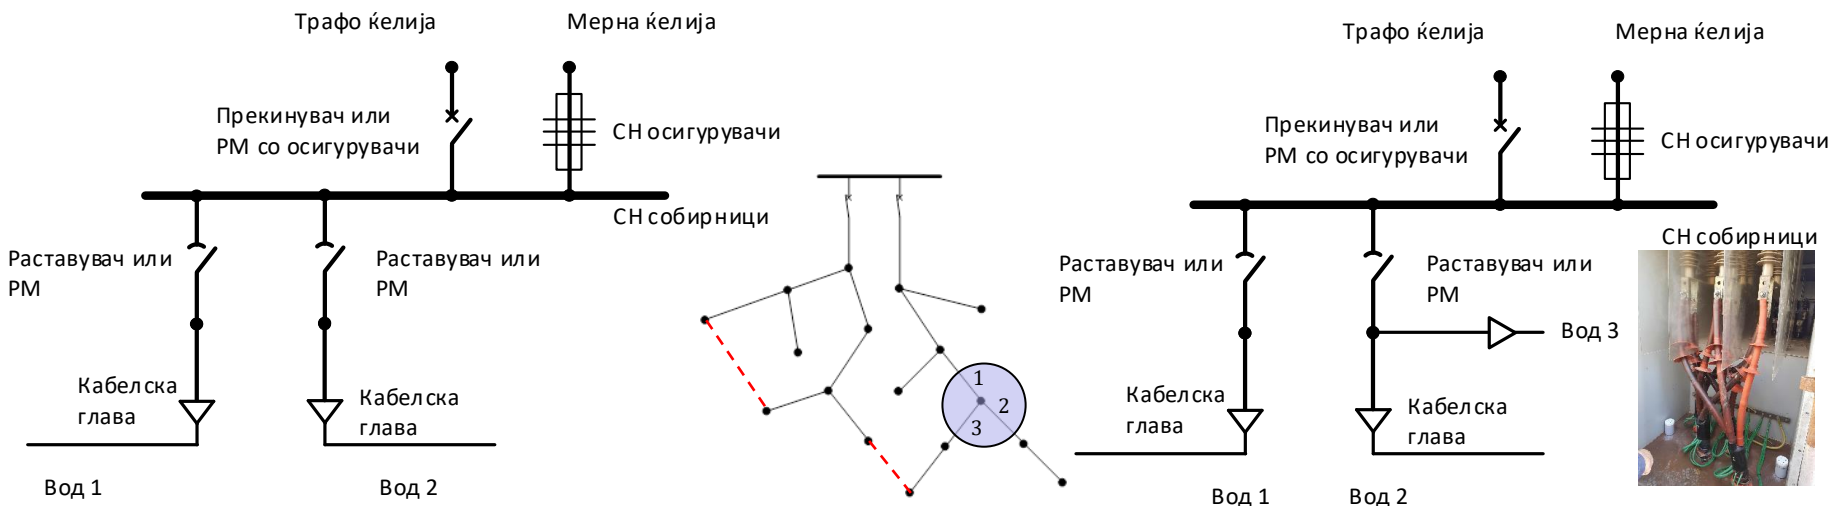 Трафо ќелија
Мерна ќелија
Прекинувач или
РМ со осигурувачи
СН осигурувачи
СН собирници
Раставувач или
РМ
Раставувач или
РМ
Кабелска
глава
Кабелска
глава
Вод 1
Вод 2
1
2
3
Трафо ќелија
Мерна ќелија
Прекинувач или
РМ со осигурувачи
СН осигурувачи
СН собирници
Раставувач или
РМ
Раставувач или
РМ
Вод 3
Кабелска
глава
Кабелска
глава
Вод 1
Вод 2